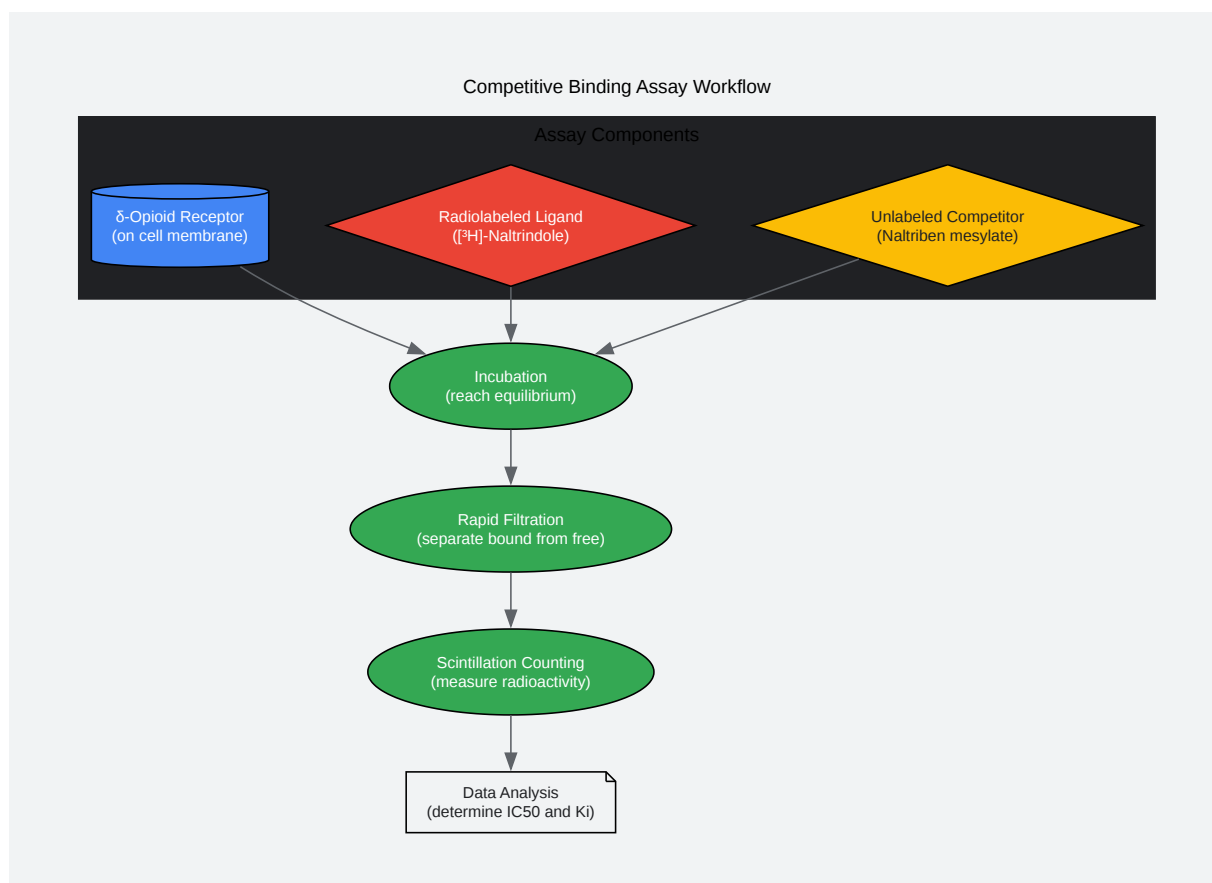 Competitive Binding Assay Workflow
Assay Components
δ-Opioid Receptor
(on cell membrane)
Radiolabeled Ligand
([³H]-Naltrindole)
Unlabeled Competitor
(Naltriben mesylate)
Incubation
(reach equilibrium)
Rapid Filtration
(separate bound from free)
Scintillation Counting
(measure radioactivity)
Data Analysis
(determine IC50 and Ki)